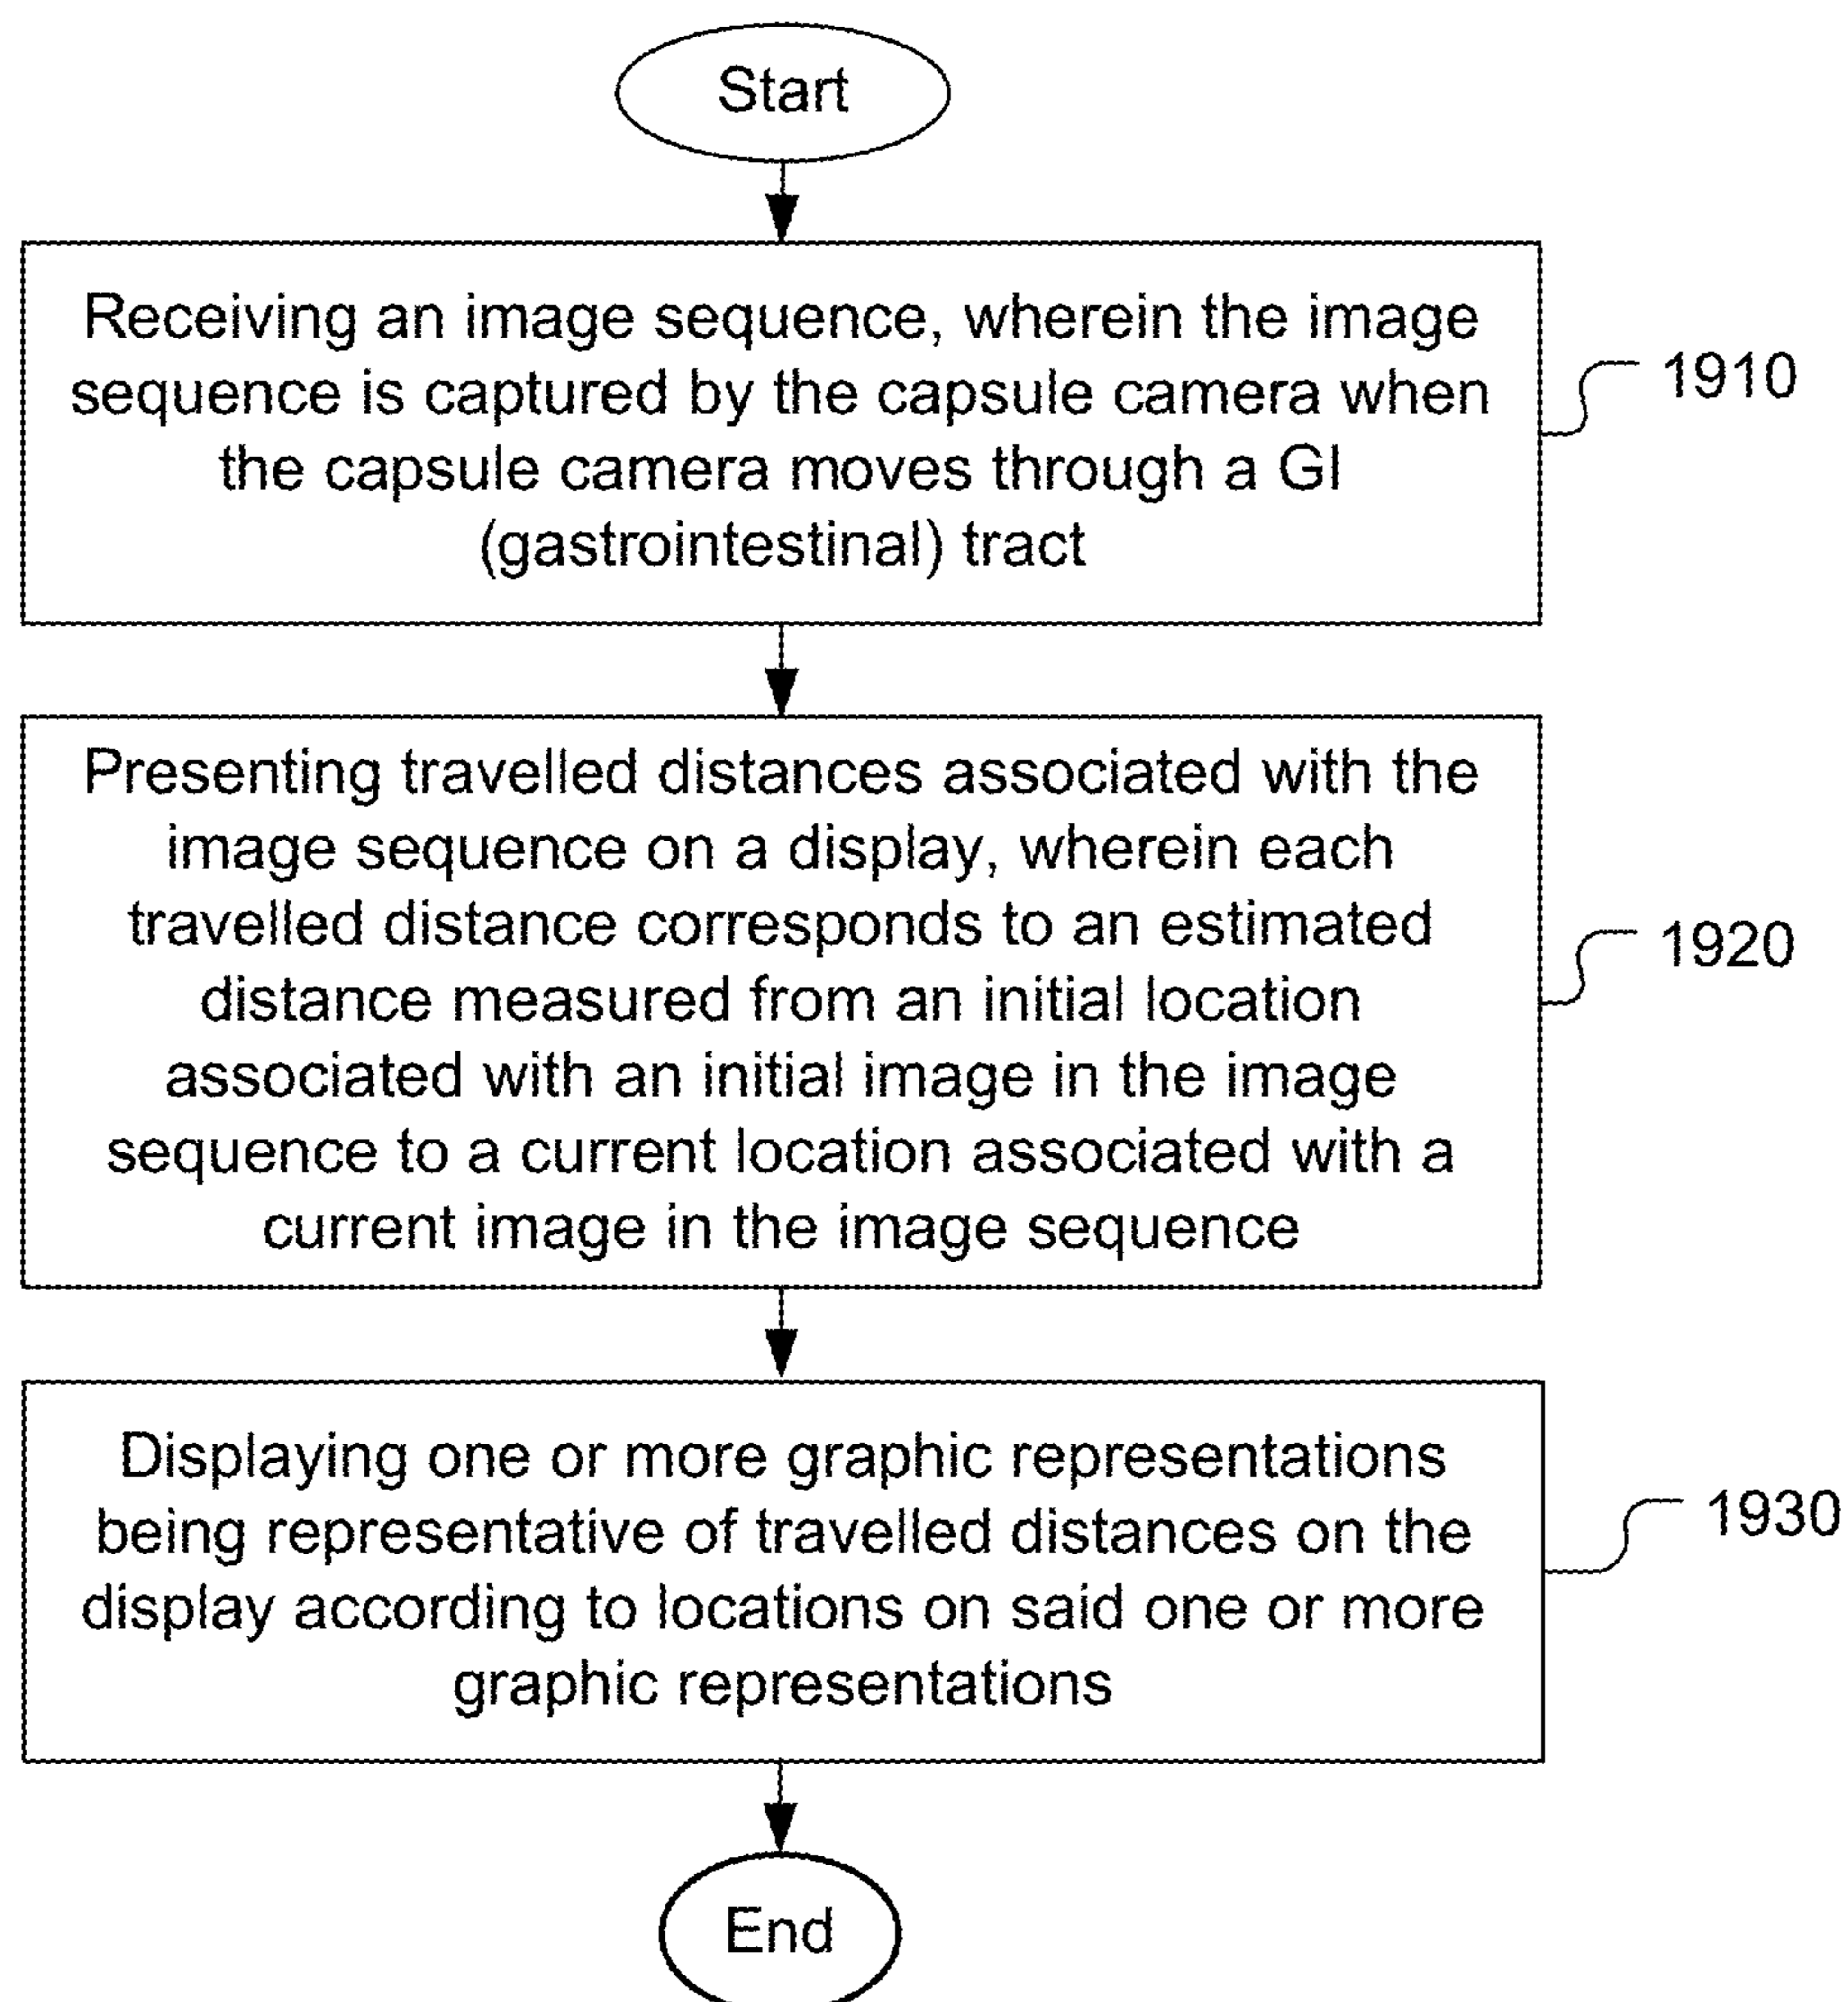 Start
Receiving an image sequence, wherein the image
sequence is captured by the capsule camera when
the capsule camera moves through a GI
(gastrointestinal) tract
1910
Presenting travelled distances associated with the
image sequence on a display, wherein each
travelled distance corresponds to an estimated
distance measured from an initial location
associated with an initial image in the image
sequence to a current location associated with a
current image in the image sequence
1920
Displaying one or more graphic representations
being representative of travelled distances on the
display according to locations on said one or more
graphic representations
1930
End